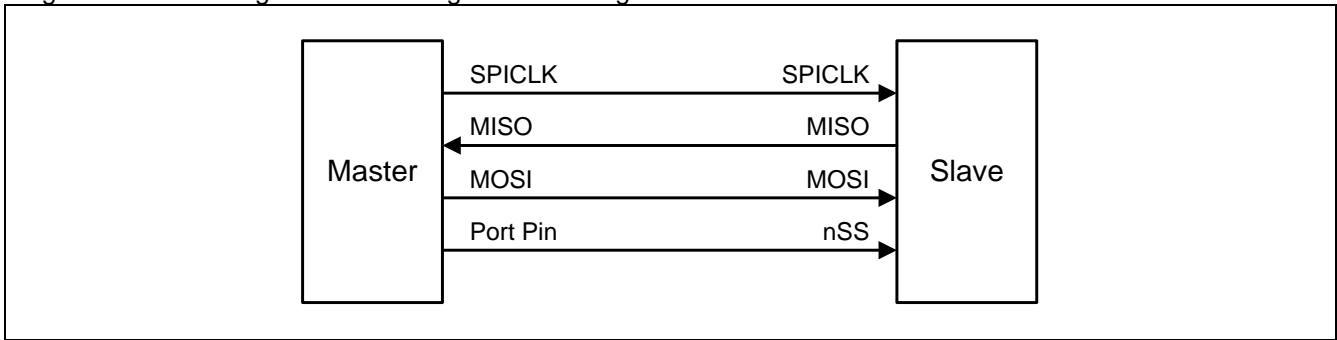 SPICLK SPICLK
MISO MISO
Master MOSI MOSI Slave
Port Pin nSS